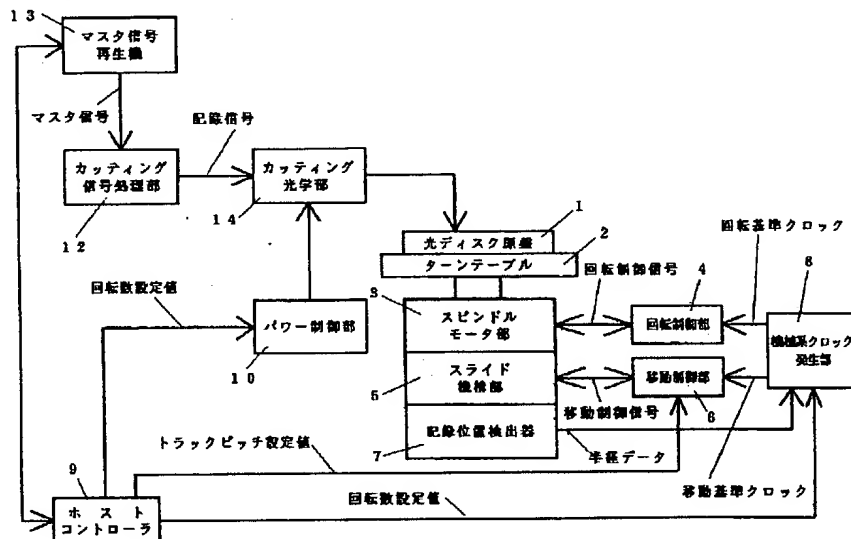 13
マスタ信号
再生機
マスタ信号
記録信号
カッティング
信号処理部
12
カッティング
光学部
14
1
光ディスク原盤
2
ターンテーブル
回転基準クロック
回転制御信号
4
8
回転数設定値
パワー制御部
10
3
スピンドル
モータ部
回転制御部
機械系クロック
発生部
5
スライド
機構部
移動制御部
6
移動制御信号
7
記録位置検出器
トラックピッチ設定値
半径データ
移動基準クロック
9
ホスト
コントローラ
回転数設定値